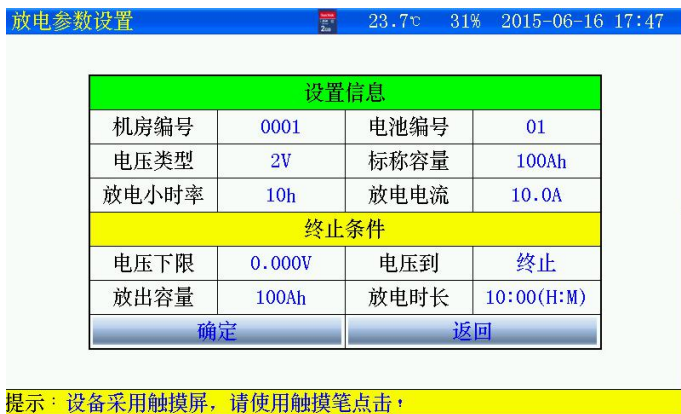 放电参数设置 23.7℃ 31% 2015-06-16 17:47
设置信息
机房编号 0001 电池编号 01
电压类型 2V 标称容量 100Ah
放电小时率 10h 放电电流 10.0A
终止条件
电压下限 0.000V 电压到 终止
放出容量 100Ah 放电时长 10:00(H:M)
确定 返回
提示:设备采用触摸屏,请使用触摸笔点击!